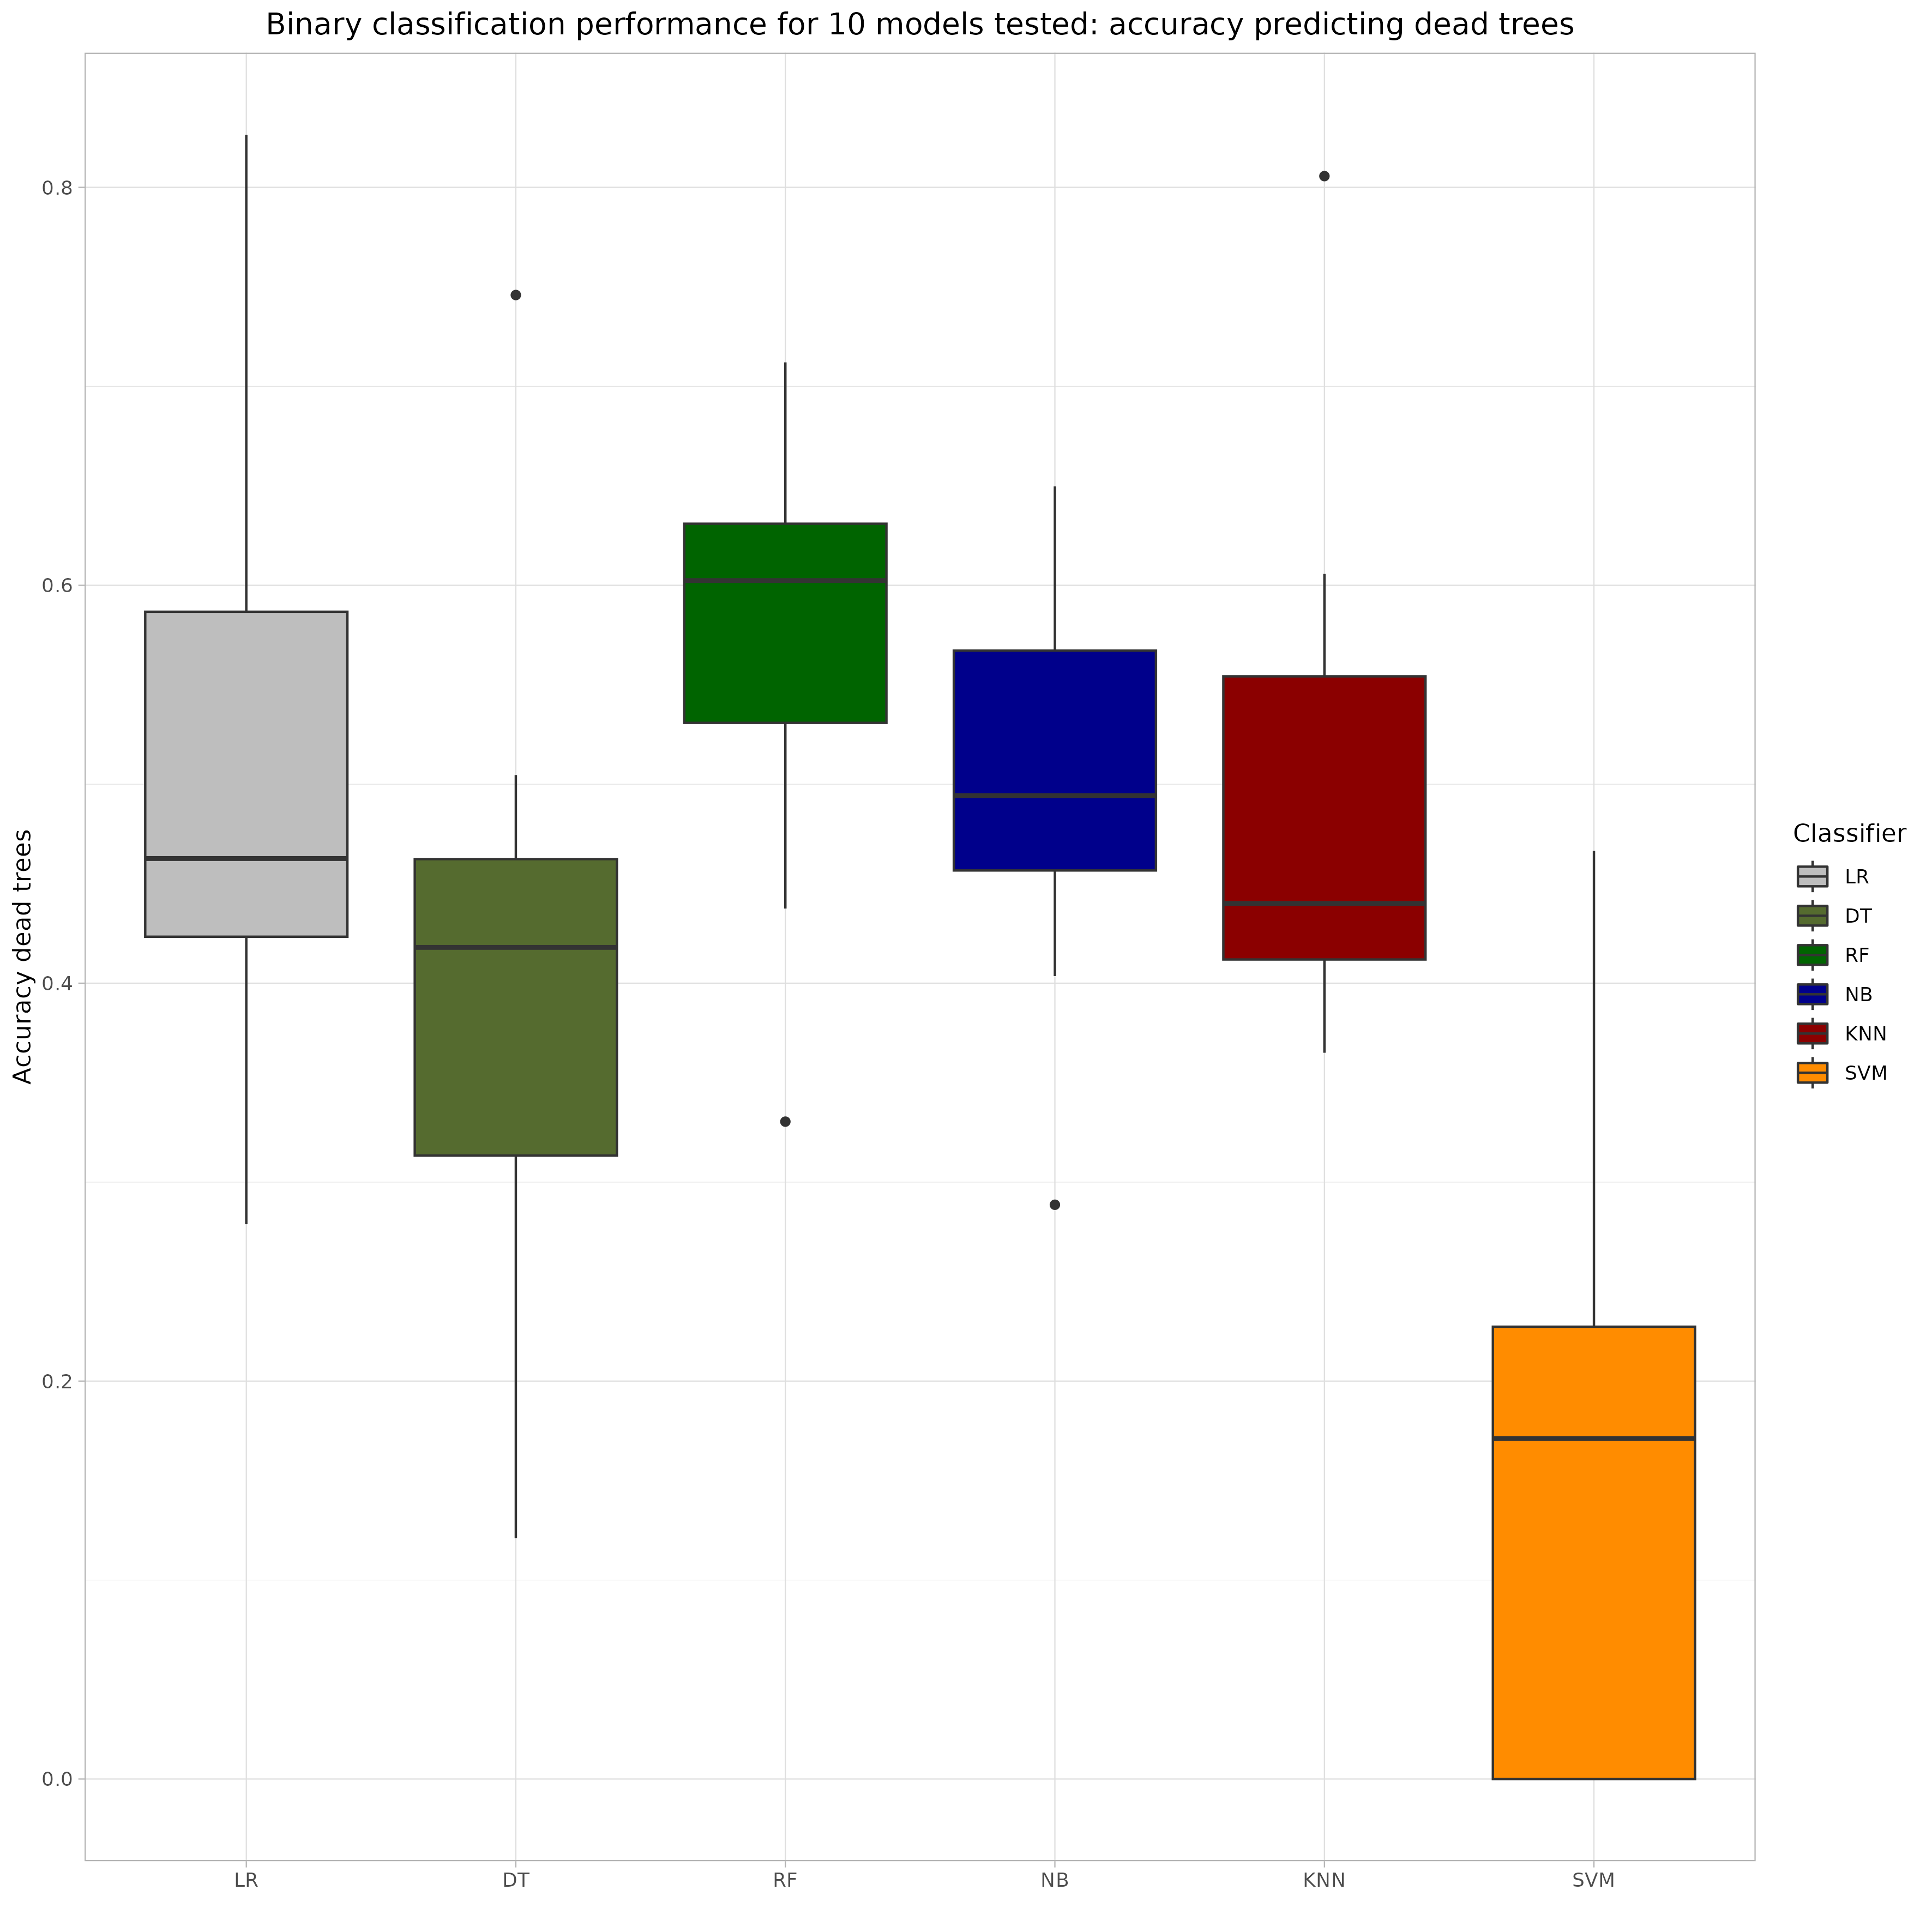 Binary classification performance for 10 models tested: accuracy predicting dead trees
Accuracy dead trees
0.8
0.6
0.4
0.2
0.0
LR DT RF NB KNN SVM
Classifier
LR
DT
RF
NB
KNN
SVM